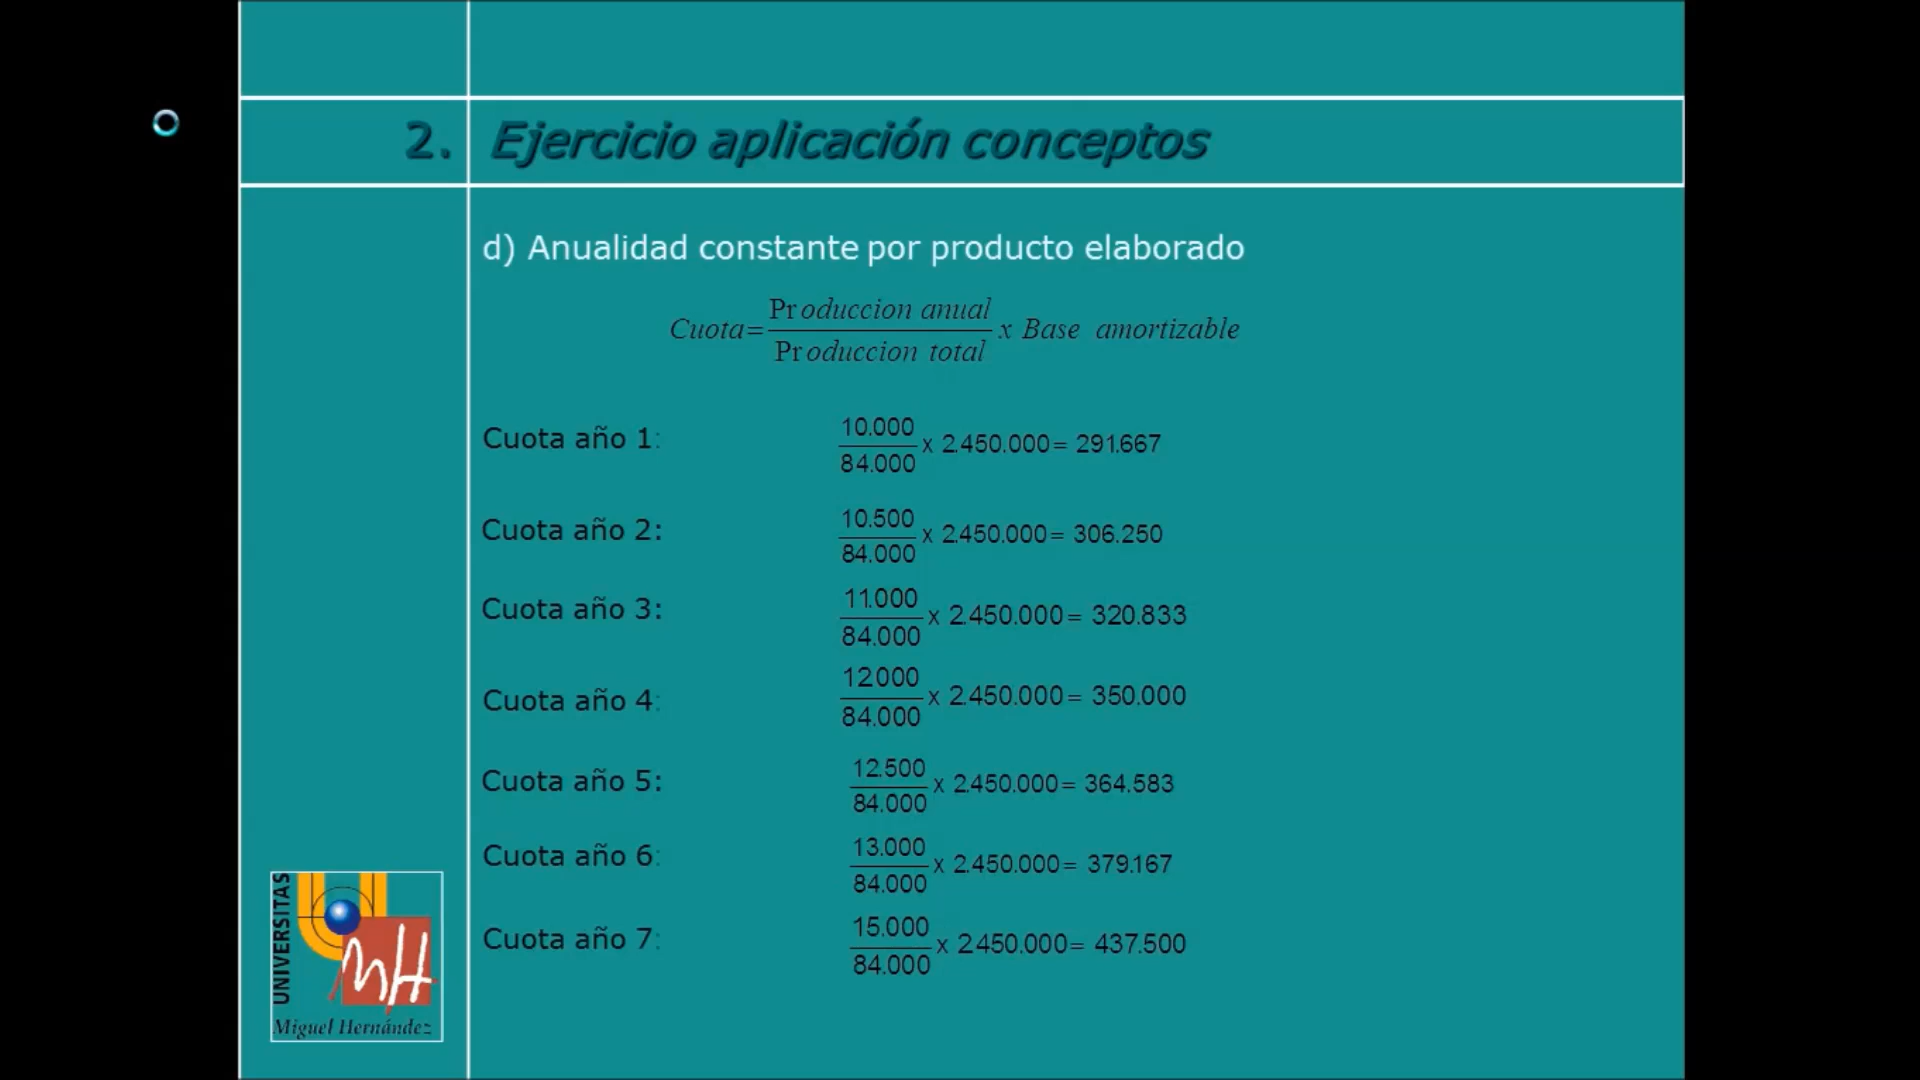 2. Ejercicio aplicación conceptos
d) Anualidad constante por producto elaborado
Cuota= Produccion anual / Produccion total x Base amortizable
Cuota año 1: 10.000 / 84.000 x 2.450.000= 291.667
Cuota año 2: 10.500 / 84.000 x 2.450.000= 306.250
Cuota año 3: 11.000 / 84.000 x 2.450.000= 320.833
Cuota año 4: 12.000 / 84.000 x 2.450.000= 350.000
Cuota año 5: 12.500 / 84.000 x 2.450.000= 364.583
Cuota año 6: 13.000 / 84.000 x 2.450.000= 379.167
Cuota año 7: 15.000 / 84.000 x 2.450.000= 437.500
UNIVERSITAS
MH
Miguel Hernández